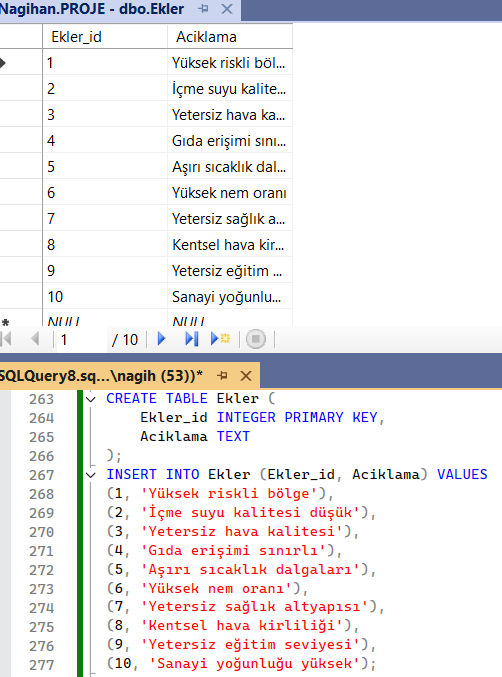 Nagihan.PROJE - dbo.Ekler
Ekler_id Aciklama
1 Yüksek riskli böl...
2 İçme suyu kalite...
3 Yetersiz hava ka...
4 Gıda erişimi sını...
5 Aşırı sıcaklık dal...
6 Yüksek nem oranı
7 Yetersiz sağlık a...
8 Kentsel hava kir...
9 Yetersiz eğitim ...
10 Sanayi yoğunlu...
NULL NULL
1 / 10
SQLQuery8.sq...\nagih (53))*
263 CREATE TABLE Ekler (
264 Ekler_id INTEGER PRIMARY KEY,
265 Aciklama TEXT
266 );
267 INSERT INTO Ekler (Ekler_id, Aciklama) VALUES
268 (1, 'Yüksek riskli bölge'),
269 (2, 'İçme suyu kalitesi düşük'),
270 (3, 'Yetersiz hava kalitesi'),
271 (4, 'Gıda erişimi sınırlı'),
272 (5, 'Aşırı sıcaklık dalgaları'),
273 (6, 'Yüksek nem oranı'),
274 (7, 'Yetersiz sağlık altyapısı'),
275 (8, 'Kentsel hava kirliliği'),
276 (9, 'Yetersiz eğitim seviyesi'),
277 (10, 'Sanayi yoğunluğu yüksek');